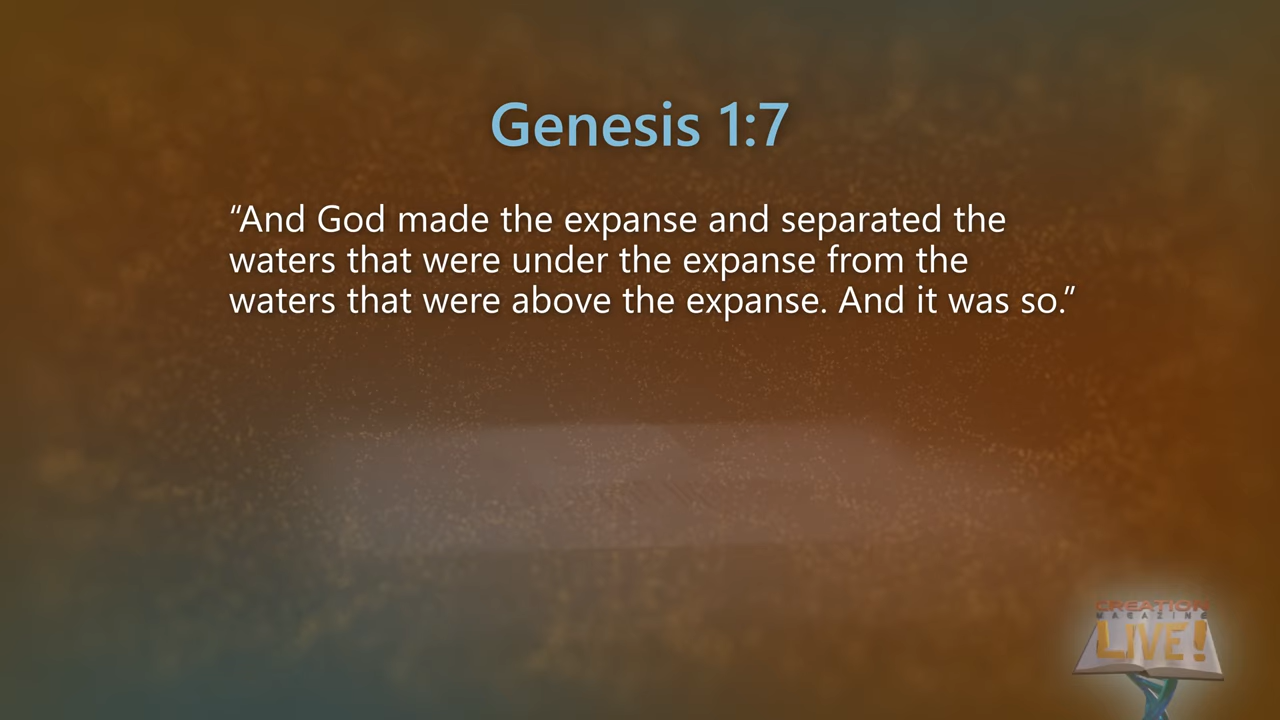 Genesis 1:7
“And God made the expanse and separated the
waters that were under the expanse from the
waters that were above the expanse. And it was so.”
CREATION
MAGAZINE
LIVE!